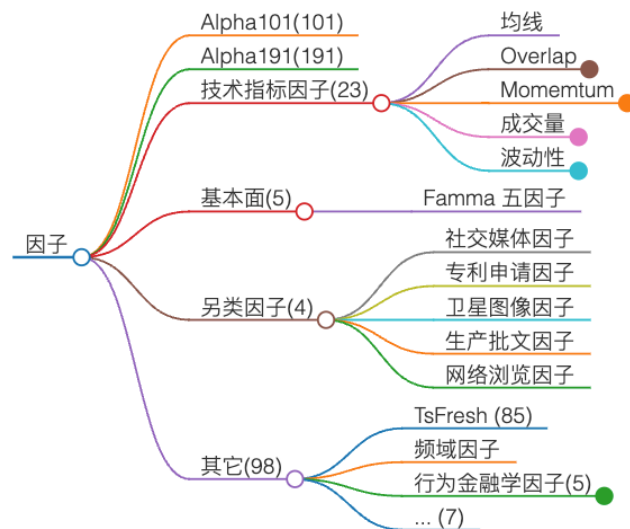 因子
Alpha101(101)
Alpha191(191)
技术指标因子(23)
均线
Overlap
Momemtum
成交量
波动性
基本面(5)
Famma 五因子
另类因子(4)
社交媒体因子
专利申请因子
卫星图像因子
生产批文因子
网络浏览因子
其它(98)
TsFresh (85)
频域因子
行为金融学因子(5)
... (7)